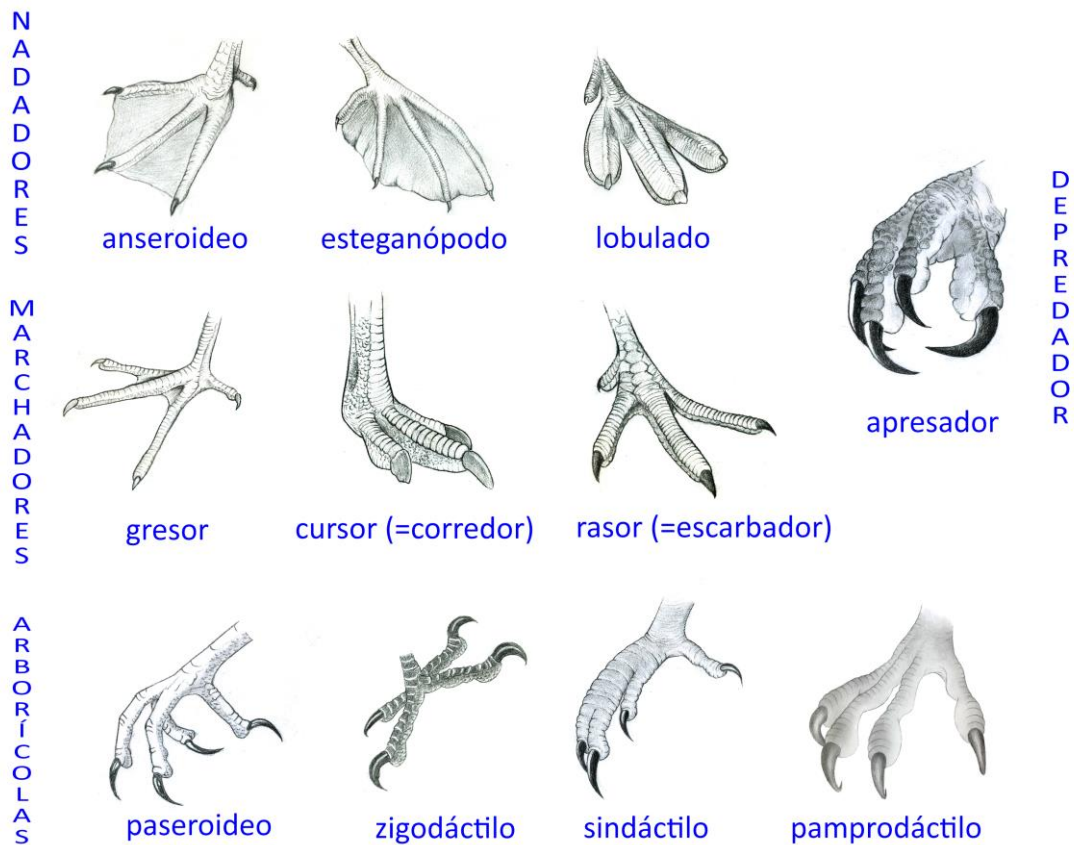 NADADORES
anseroideo
esteganópodo
lobulado
DEPREDADOR
apresador
MARCHADORES
gresor
cursor (=corredor)
rasor (=escarbador)
ARBORÍCOLAS
paseroideo
zigodáctilo
sindáctilo
pamprodáctilo